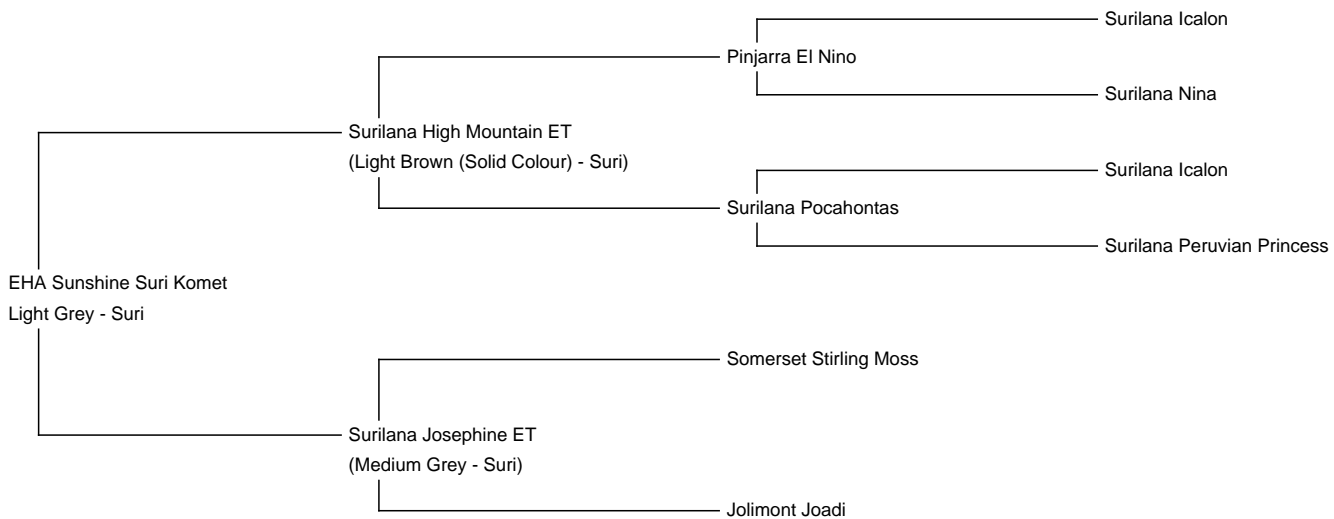 Surilana Icalon
Pinjarra El Nino
Surilana Nina
Surilana High Mountain ET
(Light Brown (Solid Colour) - Suri)
Surilana Icalon
Surilana Pocahontas
Surilana Peruvian Princess
EHA Sunshine Suri Komet
Light Grey - Suri
Somerset Stirling Moss
Surilana Josephine ET
(Medium Grey - Suri)
Jolimont Joadi